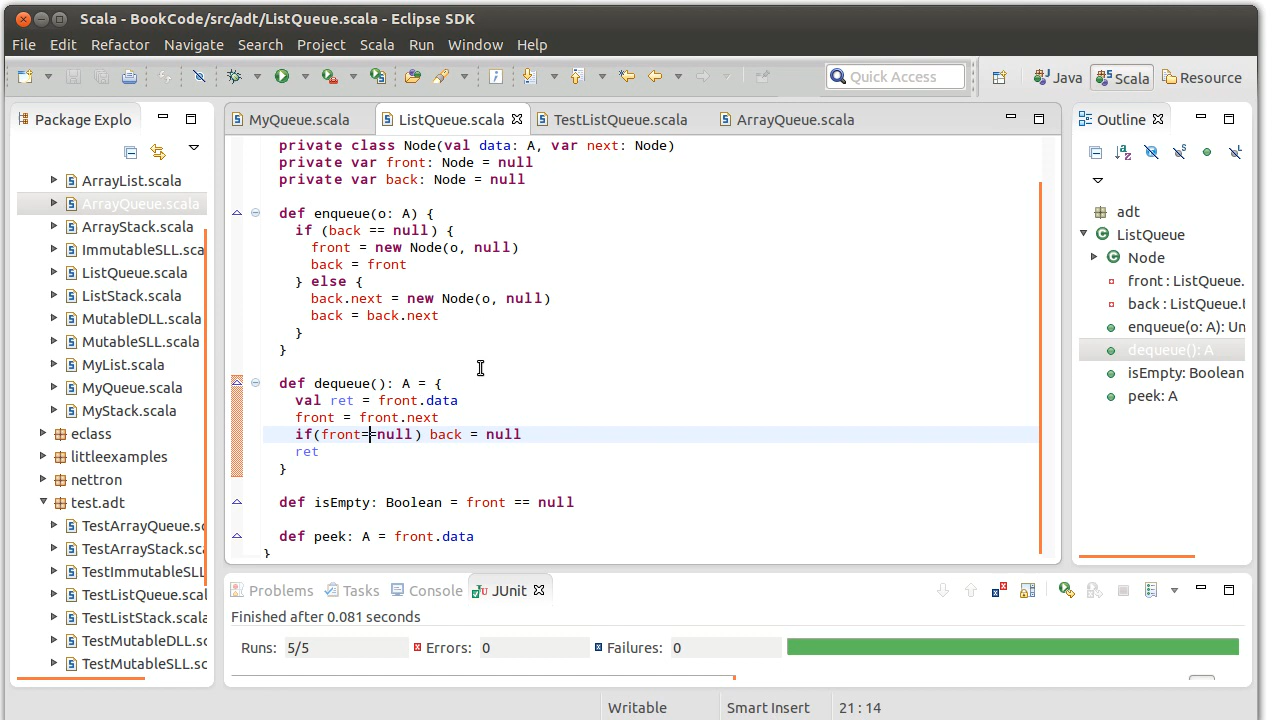 Scala - BookCode/src/adt/ListQueue.scala - Eclipse SDK
File Edit Refactor Navigate Search Project Scala Run Window Help
Quick Access
Java
Scala
Resource
Package Explo
ArrayList.scala
ArrayQueue.scala
ArrayStack.scala
ImmutableSLL.sca
ListQueue.scala
ListStack.scala
MutableDLL.scala
MutableSLL.scala
MyList.scala
MyQueue.scala
MyStack.scala
eclass
littleexamples
nettron
test.adt
TestArrayQueue.sc
TestArrayStack.sca
TestImmutableSLL
TestListQueue.scal
TestListStack.scala
TestMutableDLL.sc
TestMutableSLL.sc
MyQueue.scala
ListQueue.scala
TestListQueue.scala
ArrayQueue.scala
private class Node(val data: A, var next: Node)
private var front: Node = null
private var back: Node = null
def enqueue(o: A) {
if (back == null) {
front = new Node(o, null)
back = front
} else {
back.next = new Node(o, null)
back = back.next
}
}
def dequeue(): A = {
val ret = front.data
front = front.next
if(front==null) back = null
ret
}
def isEmpty: Boolean = front == null
def peek: A = front.data
}
Outline
adt
ListQueue
Node
front : ListQueue.
back : ListQueue.
enqueue(o: A): Un
dequeue(): A
isEmpty: Boolean
peek: A
Problems
Tasks
Console
JUnit
Finished after 0.081 seconds
Runs: 5/5 Errors: 0 Failures: 0
Writable
Smart Insert
21 : 14